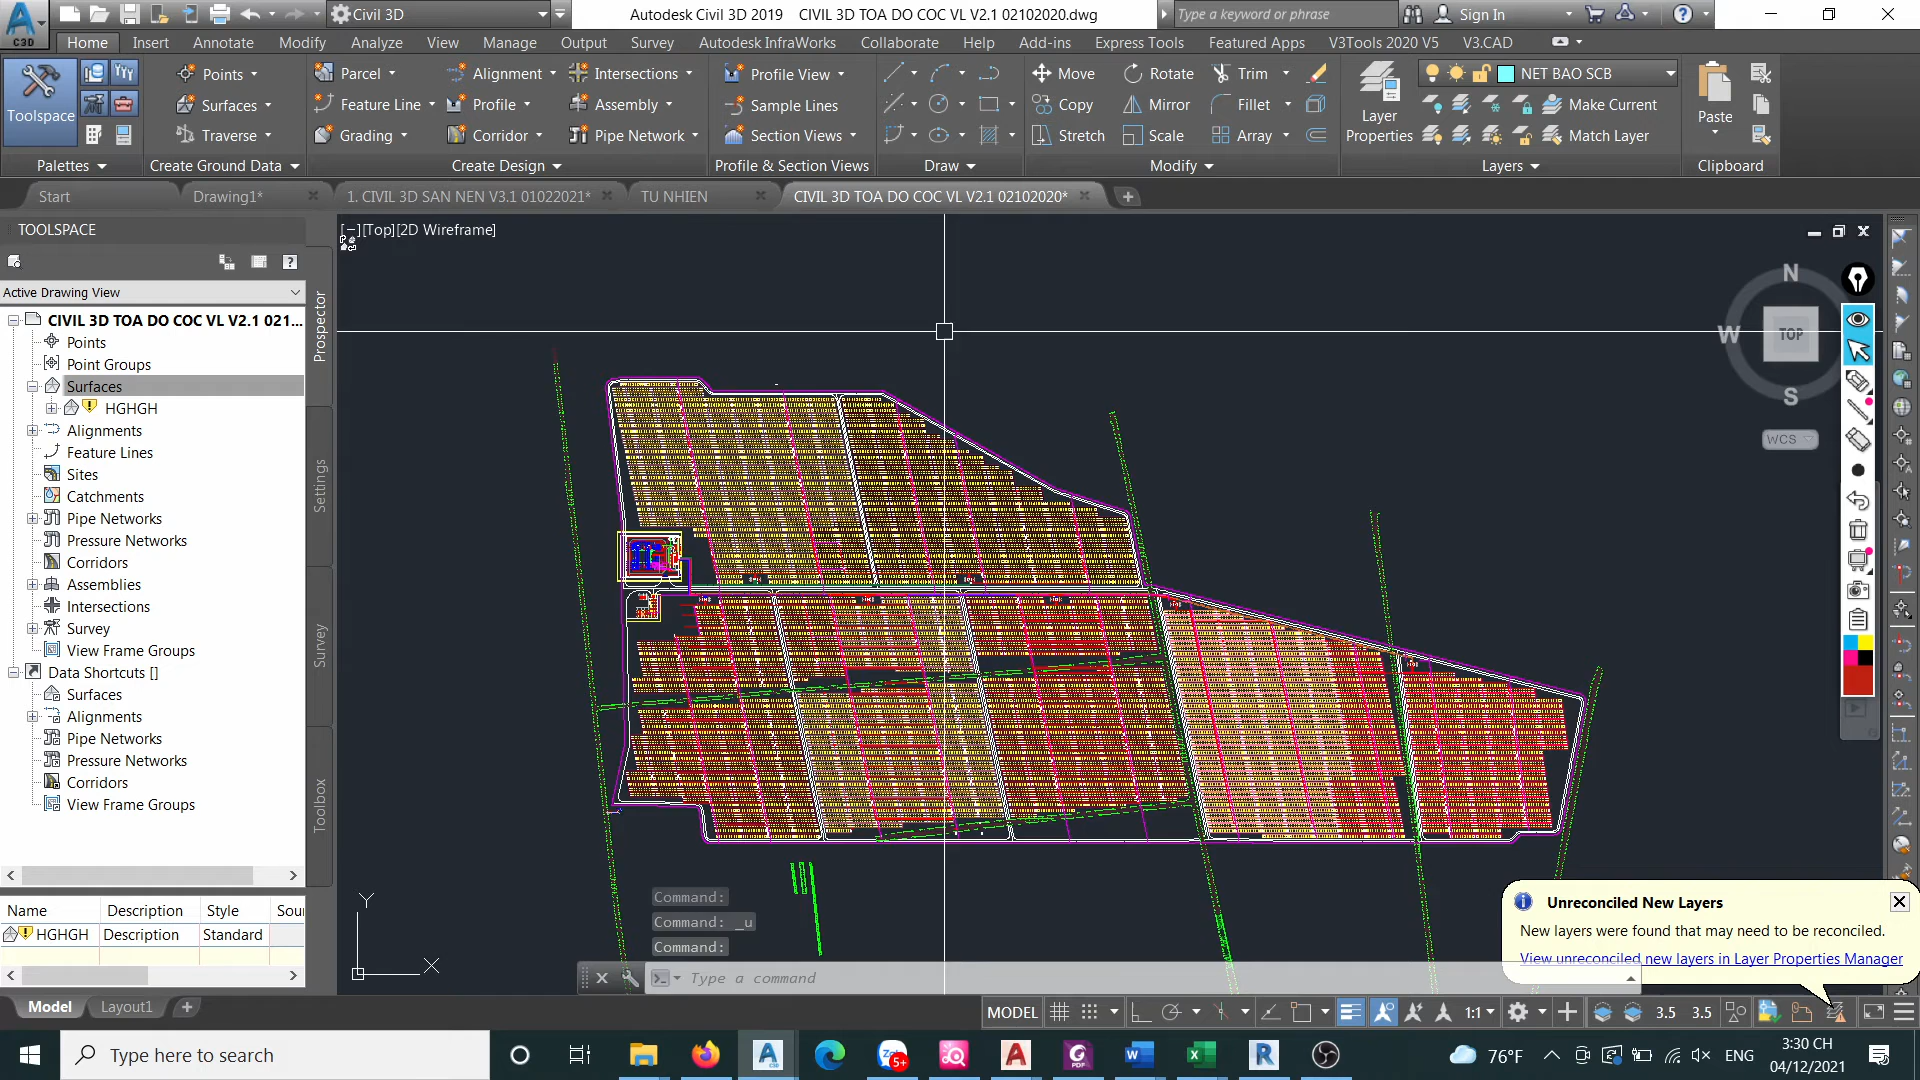 Civil 3D
Autodesk Civil 3D 2019 CIVIL 3D TOA DO COC VL V2.1 02102020.dwg
Type a keyword or phrase
Sign In
C3D
Home Insert Annotate Modify Analyze View Manage Output Survey Autodesk InfraWorks Collaborate Help Add-ins Express Tools Featured Apps V3Tools 2020 V5 V3.CAD
Toolspace
Points Parcel Alignment Intersections Profile View Move Rotate Trim NET BAO SCB
Surfaces Feature Line Profile Assembly Sample Lines Copy Mirror Fillet Make Current
Traverse Grading Corridor Pipe Network Section Views Stretch Scale Array Match Layer
Layer Properties
Paste
Palettes Create Ground Data Create Design Profile & Section Views Draw Modify Layers Clipboard
Start Drawing1* 1. CIVIL 3D SAN NEN V3.1 01022021* TU NHIEN CIVIL 3D TOA DO COC VL V2.1 02102020*
TOOLSPACE
[−][Top][2D Wireframe]
Active Drawing View
CIVIL 3D TOA DO COC VL V2.1 021...
Points
Point Groups
Surfaces
HGHGH
Alignments
Feature Lines
Sites
Catchments
Pipe Networks
Pressure Networks
Corridors
Assemblies
Intersections
Survey
View Frame Groups
Data Shortcuts []
Surfaces
Alignments
Pipe Networks
Pressure Networks
Corridors
View Frame Groups
Prospector
Settings
Survey
Toolbox
Name Description Style Sour
HGHGH Description Standard
N
W TOP
S
WCS
Y
X
Command:
Command: _u
Command:
Type a command
Unreconciled New Layers
New layers were found that may need to be reconciled.
View unreconciled new layers in Layer Properties Manager
Model Layout1
MODEL 1:1 3.5 3.5
Type here to search
5+
76°F
ENG
3:30 CH
04/12/2021